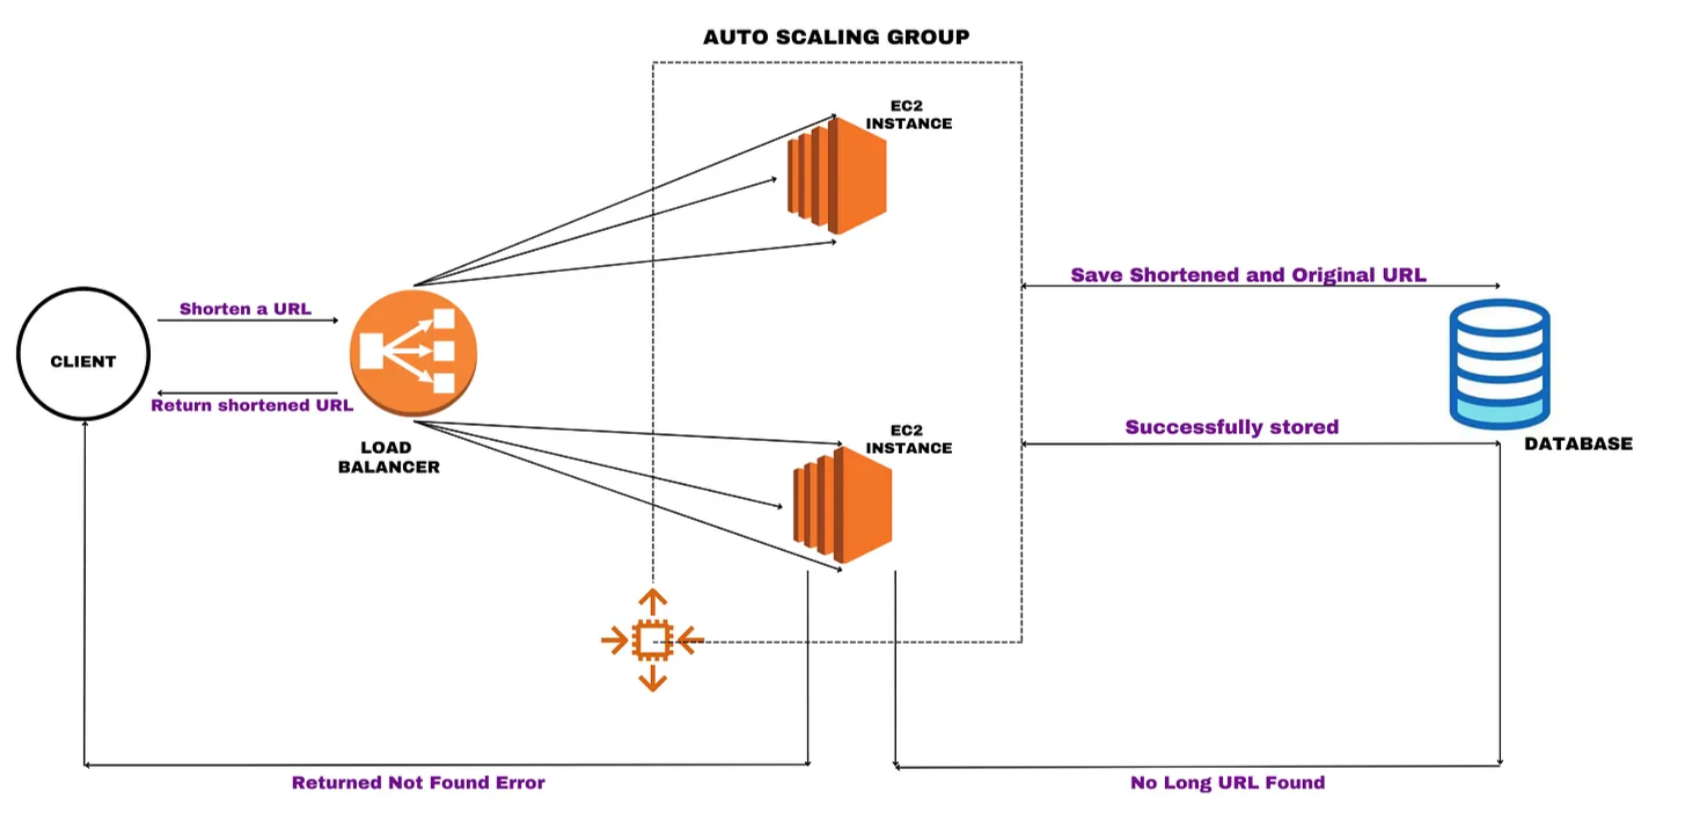 AUTO SCALING GROUP
EC2
INSTANCE
Save Shortened and Original URL
Shorten a URL
CLIENT
Return shortened URL
LOAD
BALANCER
EC2
INSTANCE
Successfully stored
DATABASE
Returned Not Found Error
No Long URL Found